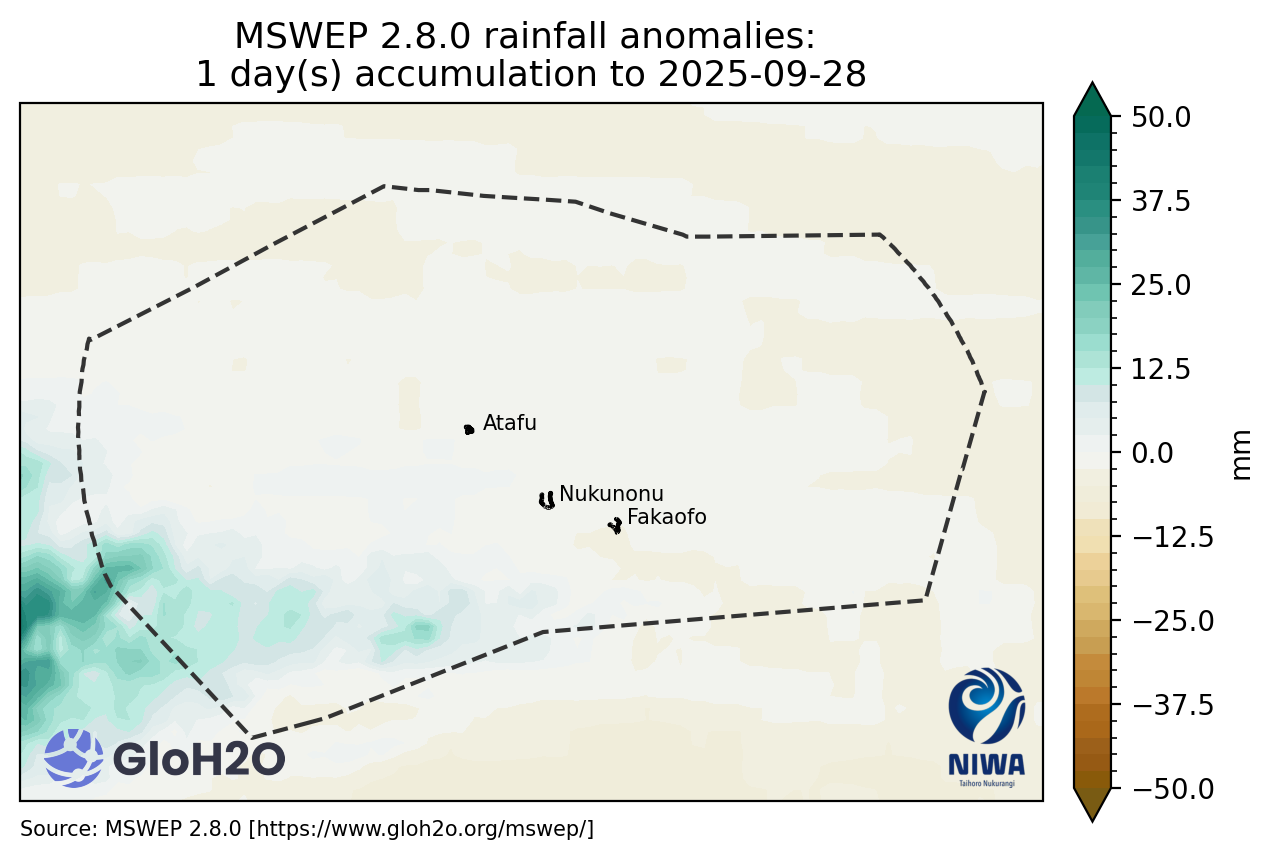 MSWEP 2.8.0 rainfall anomalies:
1 day(s) accumulation to 2025-09-28
50.0
37.5
25.0
12.5
0.0
−12.5
−25.0
−37.5
−50.0
mm
Atafu
Nukunonu
Fakaofo
GloH2O
NIWA
Taihoro Nukurangi
Source: MSWEP 2.8.0 [https://www.gloh2o.org/mswep/]